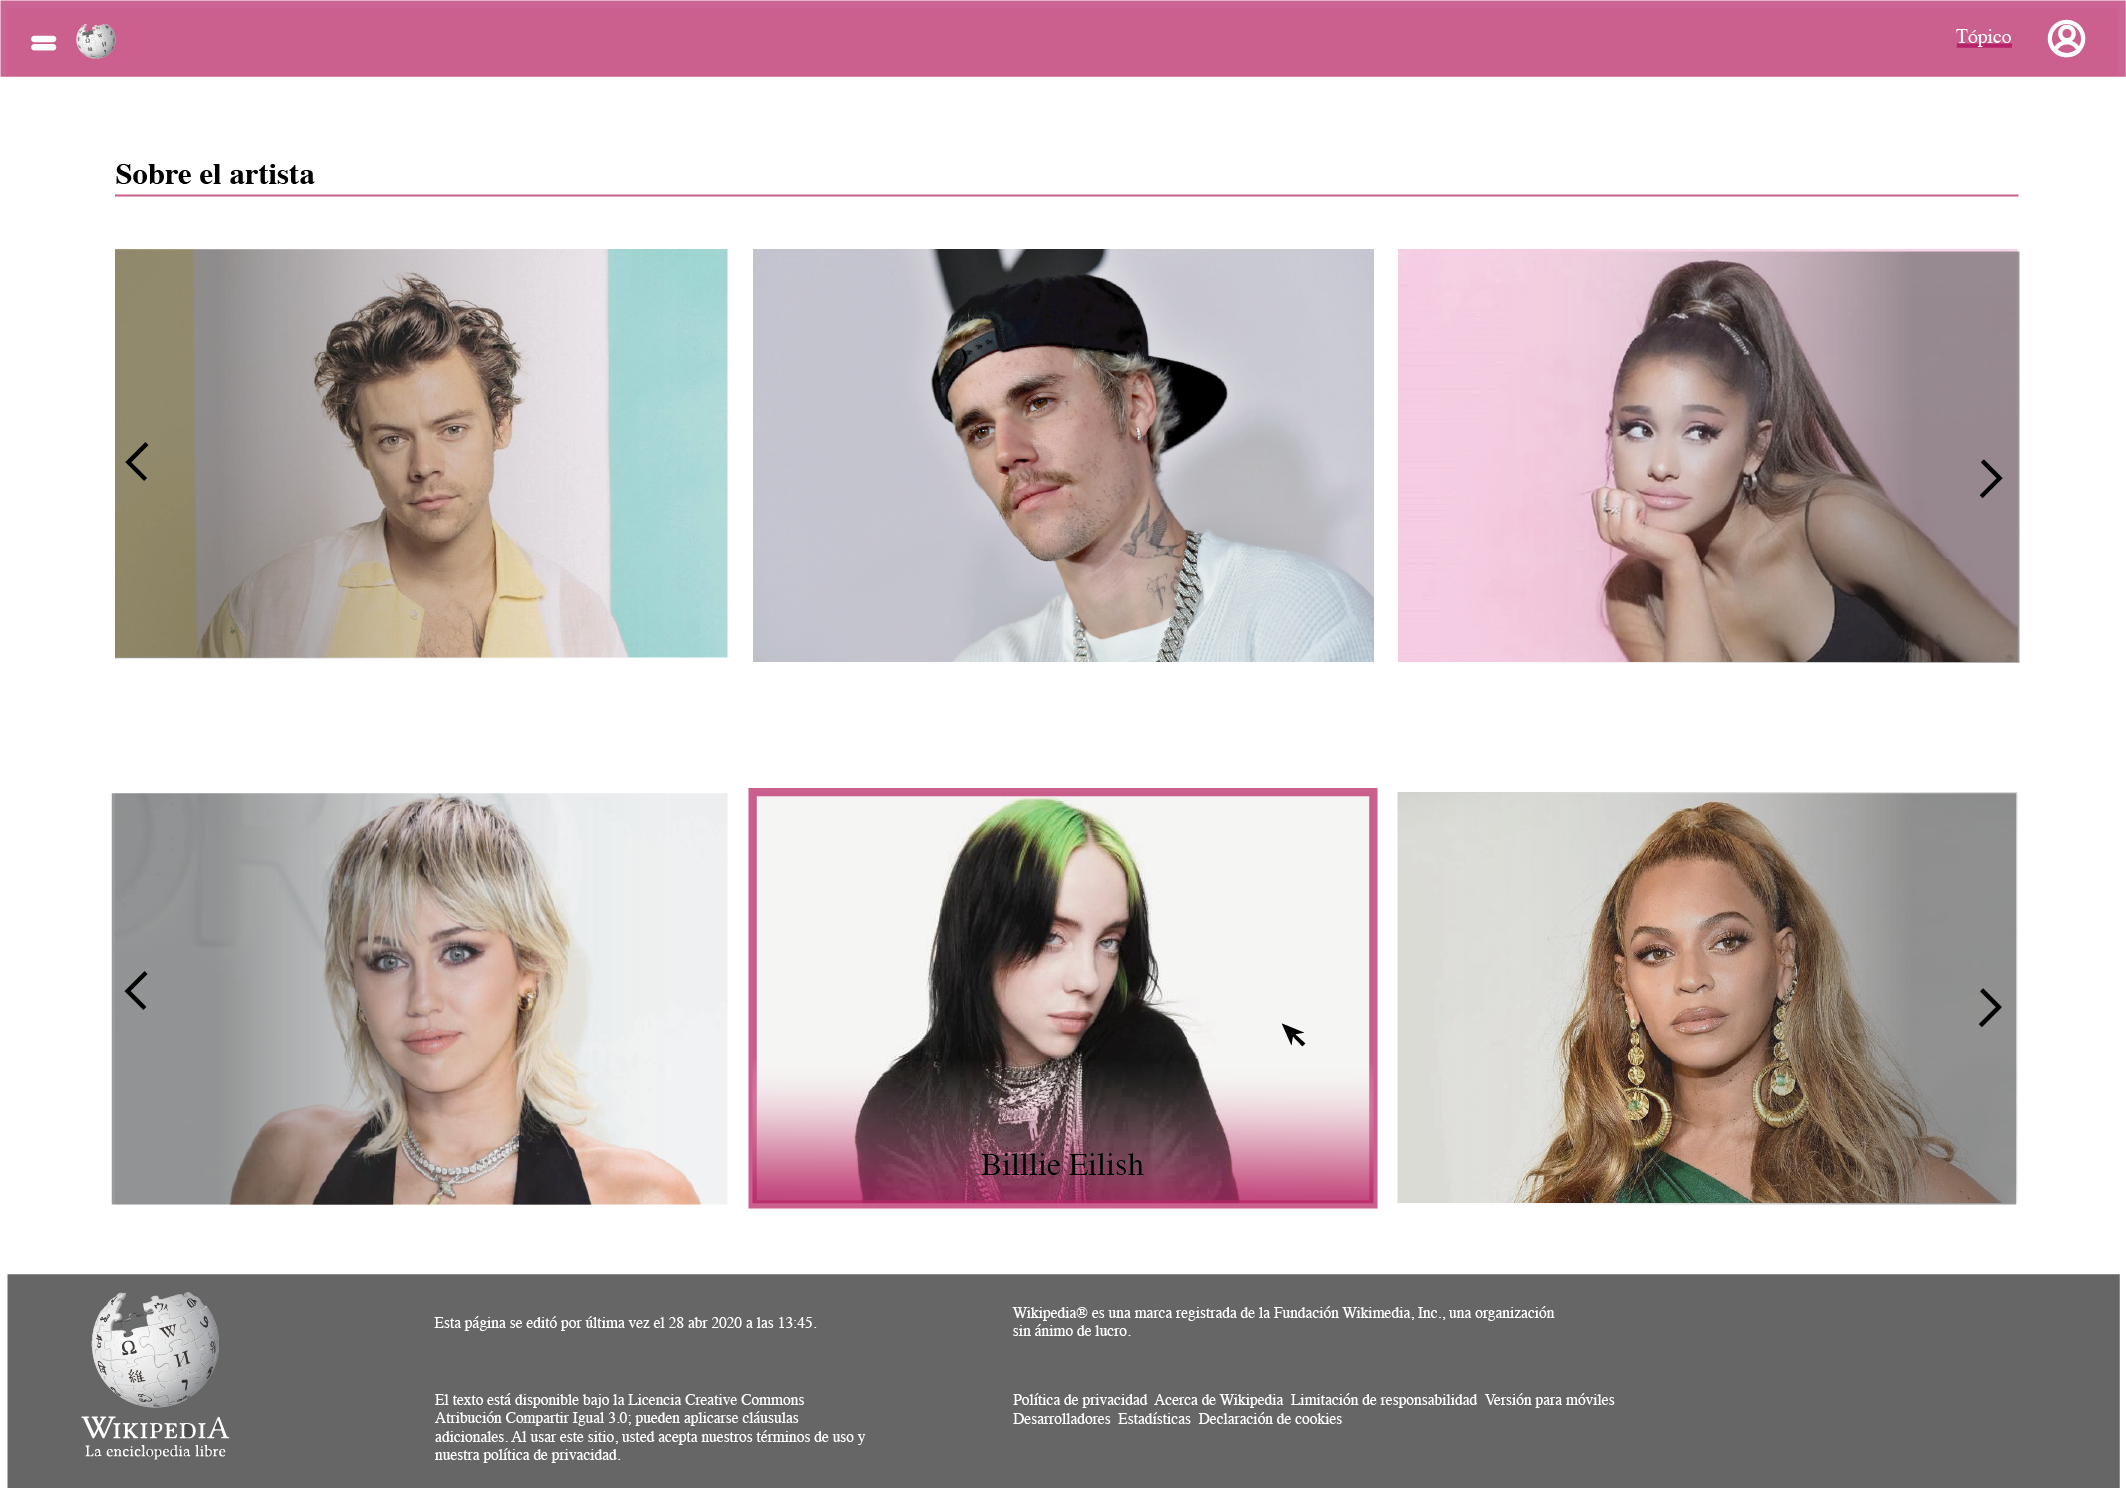 Tópico
Sobre el artista
Billlie Eilish
WIKIPEDIA
La enciclopedia libre
Esta página se editó por última vez el 28 abr 2020 a las 13:45.
El texto está disponible bajo la Licencia Creative Commons
Atribución Compartir Igual 3.0; pueden aplicarse cláusulas
adicionales. Al usar este sitio, usted acepta nuestros términos de uso y
nuestra política de privacidad.
Wikipedia® es una marca registrada de la Fundación Wikimedia, Inc., una organización
sin ánimo de lucro.
Política de privacidad Acerca de Wikipedia Limitación de responsabilidad Versión para móviles
Desarrolladores Estadísticas Declaración de cookies